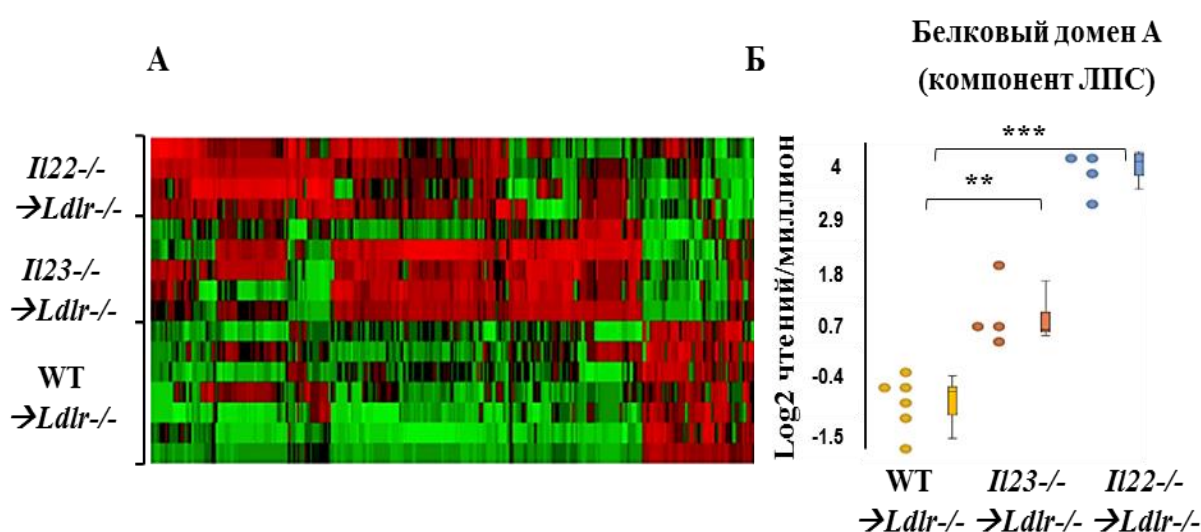 А
Il22-/-
→Ldlr-/-
Il23-/-
→Ldlr-/-
WT
→Ldlr-/-
Б
Белковый домен А
(компонент ЛПС)
Log2 чтений/миллион
***
**
4
2.9
1.8
0.7
-0.4
-1.5
WT Il23-/- Il22-/-
→Ldlr-/- →Ldlr-/- →Ldlr-/-